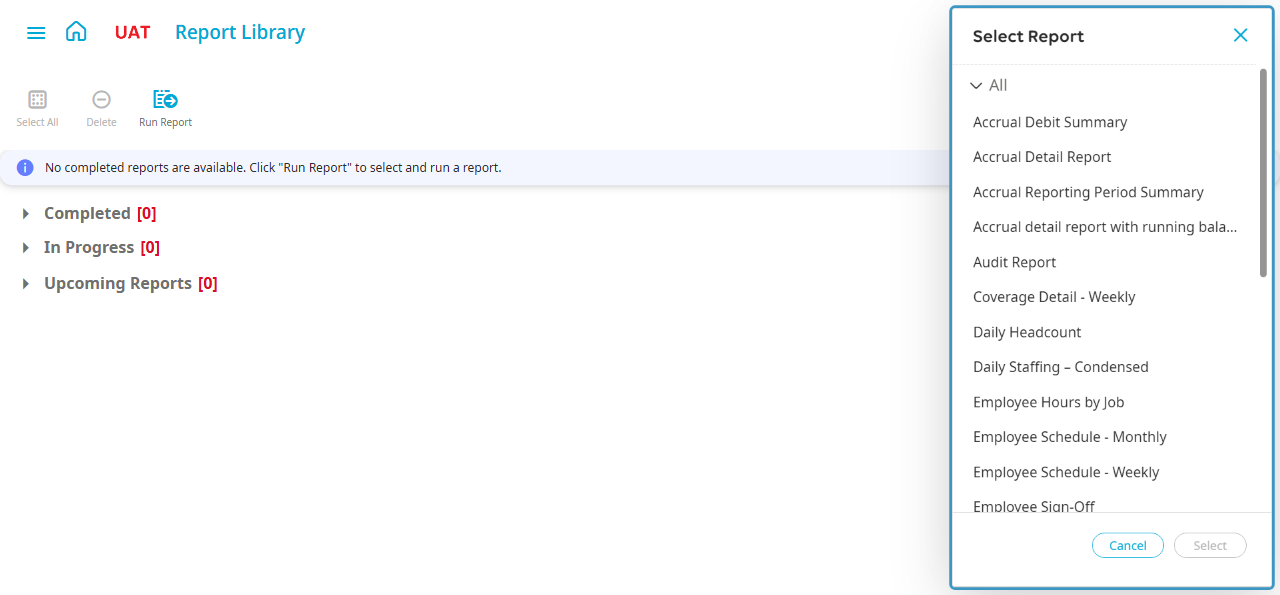 UAT
Report Library
Select All
Delete
Run Report
No completed reports are available. Click "Run Report" to select and run a report.
Completed [0]
In Progress [0]
Upcoming Reports [0]
Select Report
All
Accrual Debit Summary
Accrual Detail Report
Accrual Reporting Period Summary
Accrual detail report with running bala...
Audit Report
Coverage Detail - Weekly
Daily Headcount
Daily Staffing – Condensed
Employee Hours by Job
Employee Schedule - Monthly
Employee Schedule - Weekly
Employee Sign-Off
Cancel
Select